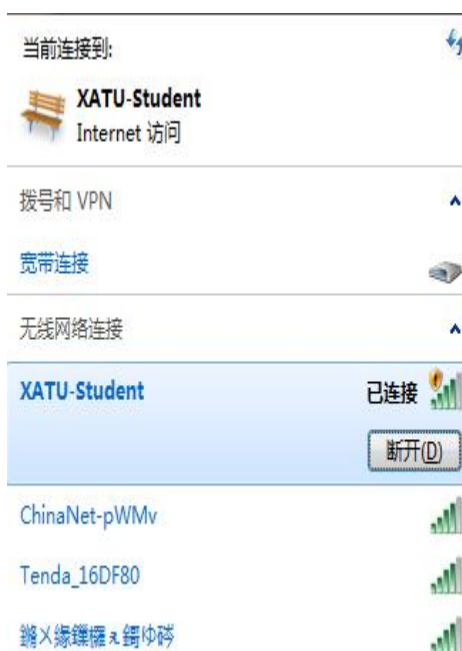 当前连接到:
XATU-Student
Internet 访问
拨号和 VPN
宽带连接
无线网络连接
XATU-Student 已连接
断开(D)
ChinaNet-pWMv
Tenda_16DF80